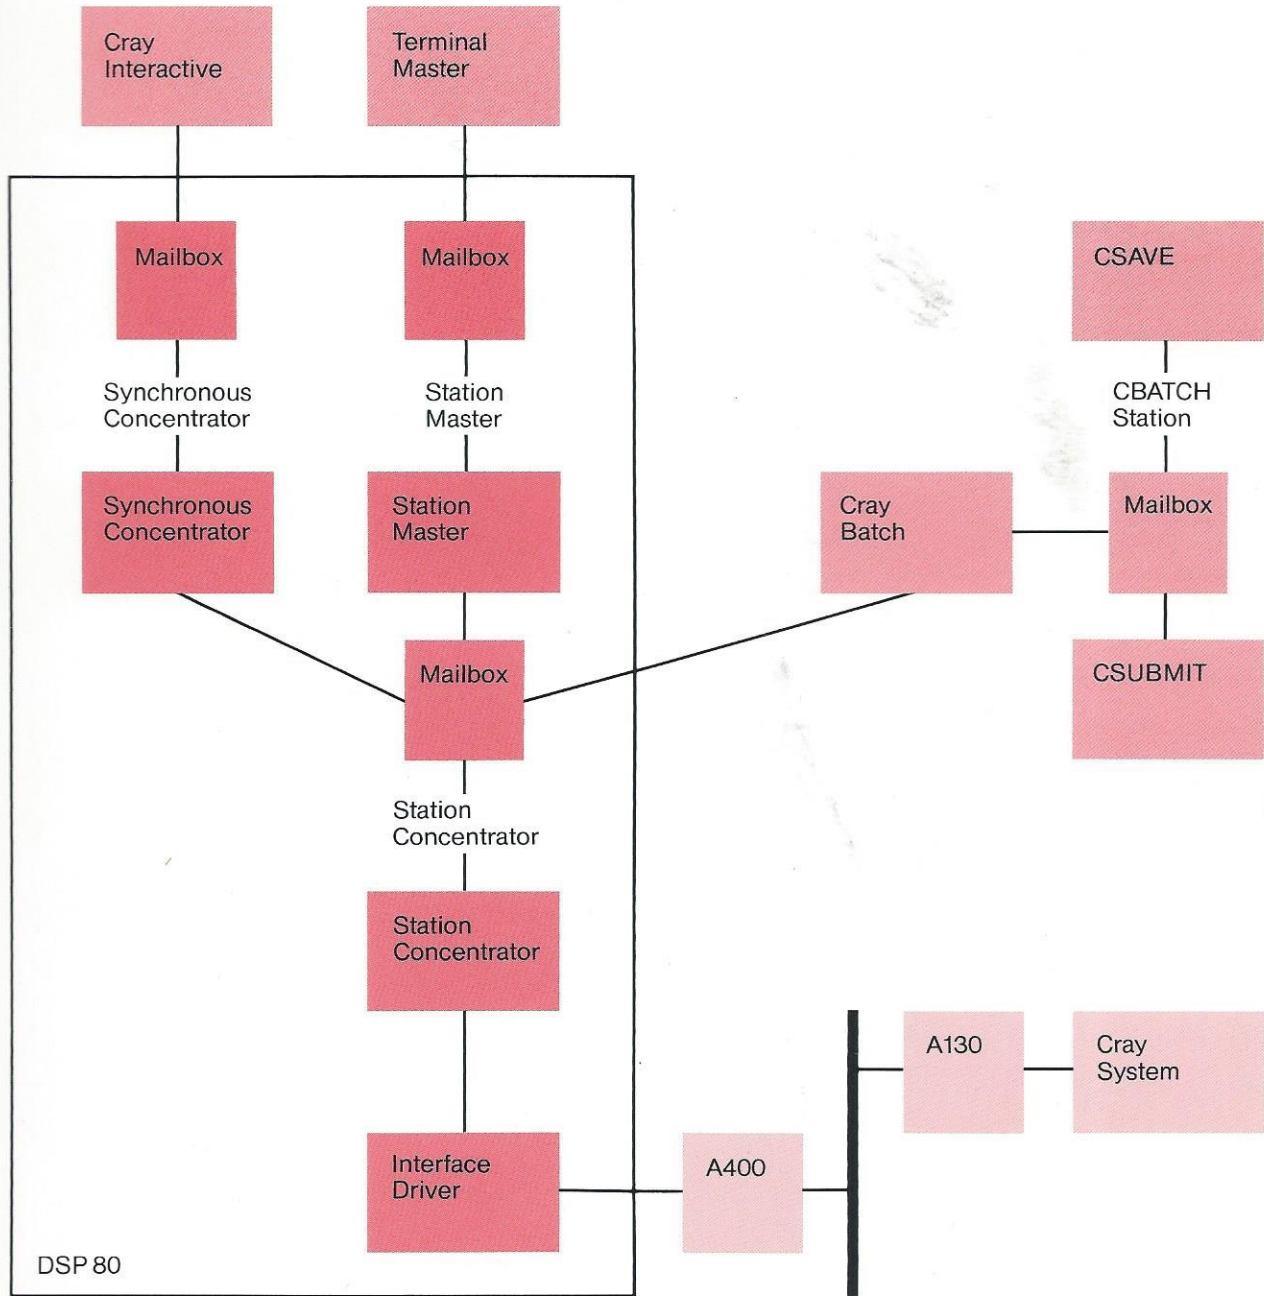 Cray
Interactive
Terminal
Master
Mailbox
Mailbox
CSAVE
Synchronous
Concentrator
Station
Master
CBATCH
Station
Synchronous
Concentrator
Station
Master
Cray
Batch
Mailbox
Mailbox
CSUBMIT
Station
Concentrator
Station
Concentrator
A130
Cray
System
Interface
Driver
A400
DSP 80